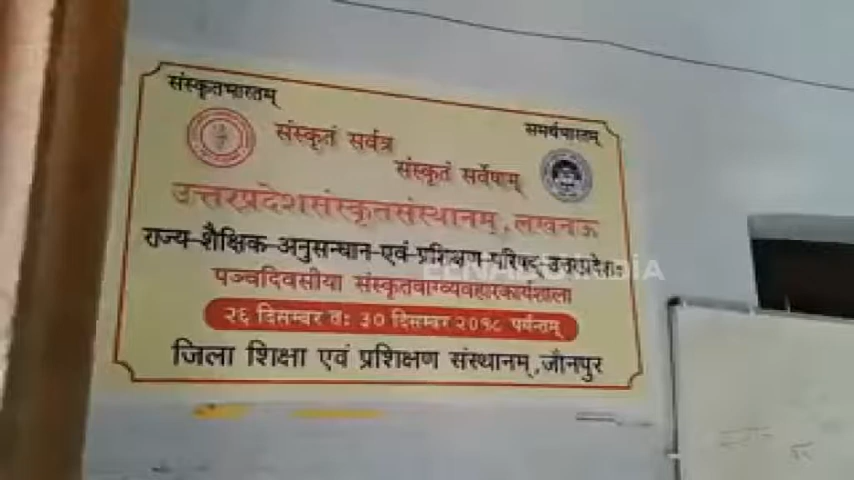 संस्कृतभारतम्
समर्थभारतम्
संस्कृतं सर्वत्र
संस्कृतं सर्वेषाम्
उत्तरप्रदेशसंस्कृतसंस्थानम्, लखनऊ
राज्य-शैक्षिक-अनुसन्धान-एवं-प्रशिक्षण-परिषद्-उत्तरप्रदेशः
पञ्चदिवसीया संस्कृतवाग्व्यवहारकार्यशाला
२६ दिसम्बर तः ३० दिसम्बर २०१८ पर्यन्तम्
जिला शिक्षा एवं प्रशिक्षण संस्थानम्, जौनपुर